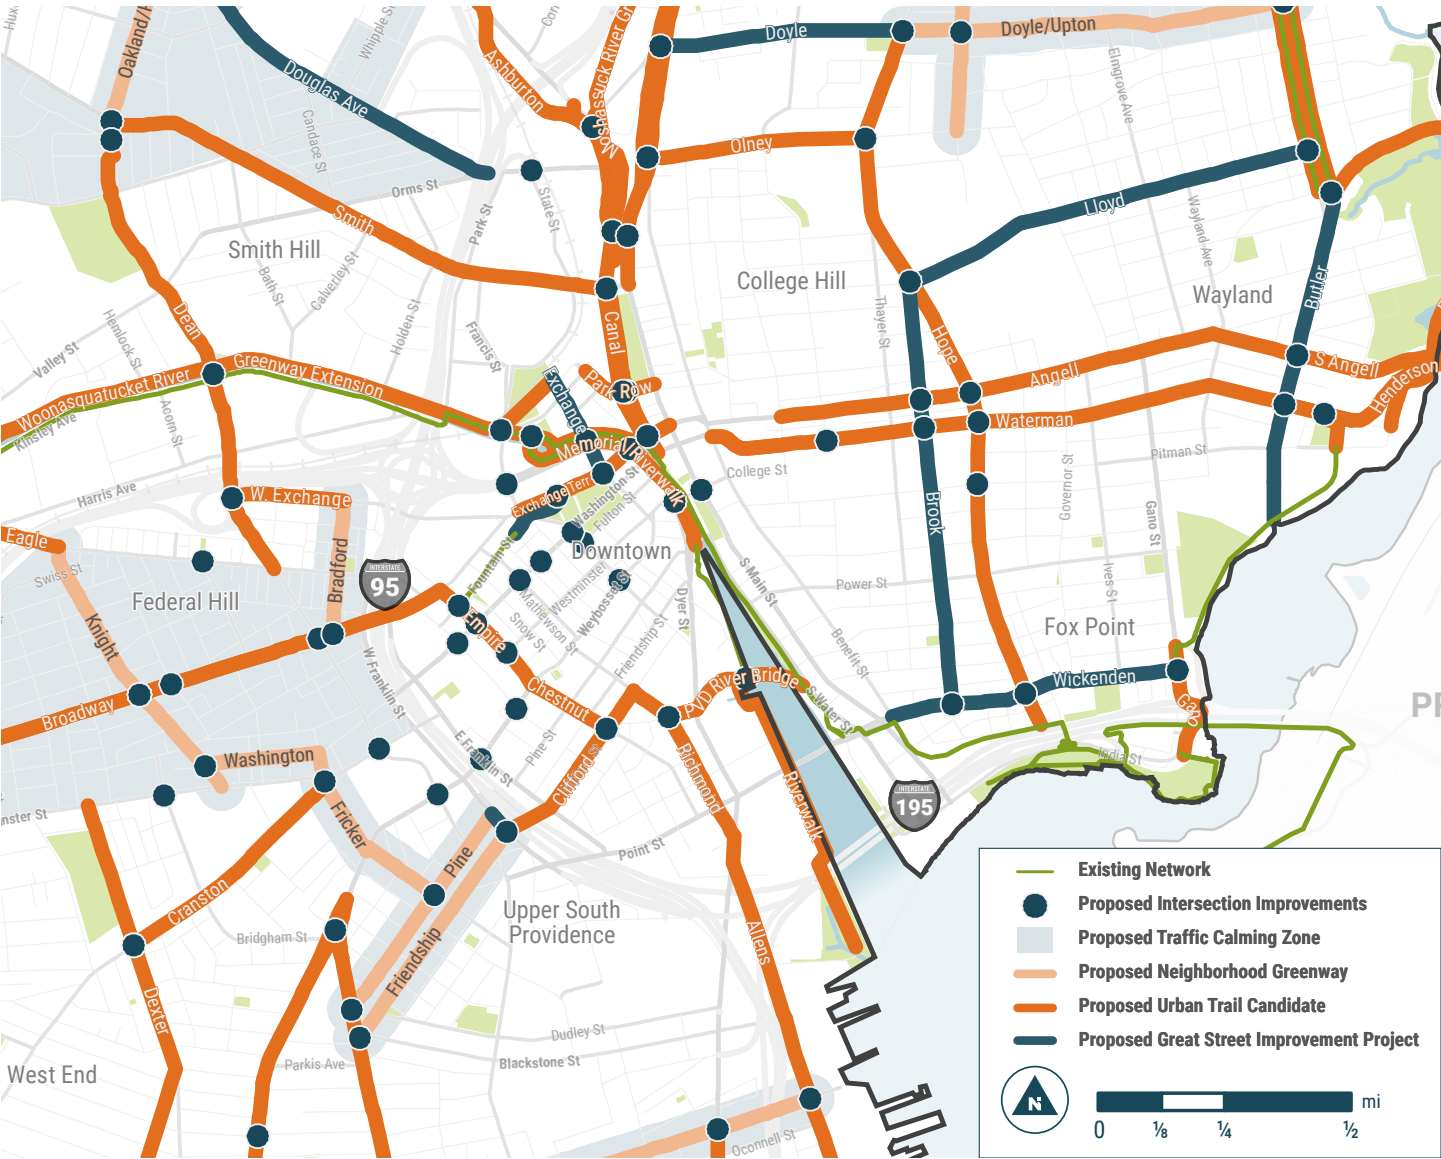 Oakland/
Whipple St
Doyle
Doyle/Upton
Ashburton
Douglas Ave
Elmgrove Ave
Candace St
Olney
Orms St
State St
Park St
Smith
Lloyd
Wayland Ave
Smith Hill
College Hill
Wayland
Bath St
Calverley St
Holden St
Butler
Thayer St
Hemlock St
Dean
Francis St
Canal
Hope
Valley St
Greenway Extension
Woonasquatucket River
Park Row
Exchange
Angell
S Angell
Henderson
Kinsley Ave
Acorn St
Waterman
Memorial/Riverwalk
Pitman St
College St
Harris Ave
W. Exchange
Exchange Terr
Washington St
Fulton St
Governor St
Gano St
Brook
Eagle
Downtown
Bradford
INTERSTATE
95
Fountain St
Swiss St
Westminster
S Main St
Power St
Ives St
Federal Hill
Mathewson St
Weybosset St
Dyer St
Knight
Empire
Snow St
Friendship St
Benefit St
Fox Point
W Franklin St
Chestnut
PVD River Bridge
Wickenden
S Water St
Gano
Broadway
E Franklin St
Pine St
India St
Washington
Clifford St
Richmond
Riverwalk
INTERSTATE
195
Fricker
Point St
Pine
Cranston
Upper South
Providence
Bridgham St
Friendship
Allens
Dexter
Dudley St
Parkis Ave
Blackstone St
West End
Oconnell St
Existing Network
Proposed Intersection Improvements
Proposed Traffic Calming Zone
Proposed Neighborhood Greenway
Proposed Urban Trail Candidate
Proposed Great Street Improvement Project
N
mi
0 ⅛ ¼ ½